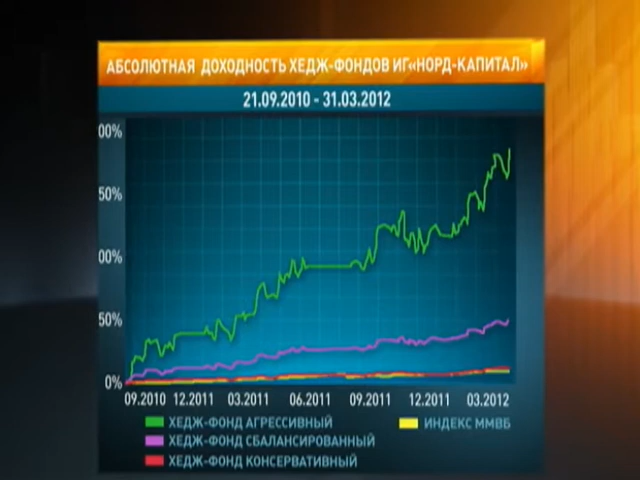 АБСОЛЮТНАЯ ДОХОДНОСТЬ ХЕДЖ-ФОНДОВ ИГ«НОРД-КАПИТАЛ»
21.09.2010 - 31.03.2012
00%
50%
00%
50%
0%
09.2010 12.2011 03.2011 06.2011 09.2011 12.2011 03.2012
ХЕДЖ-ФОНД АГРЕССИВНЫЙ ИНДЕКС ММВБ
ХЕДЖ-ФОНД СБАЛАНСИРОВАННЫЙ
ХЕДЖ-ФОНД КОНСЕРВАТИВНЫЙ